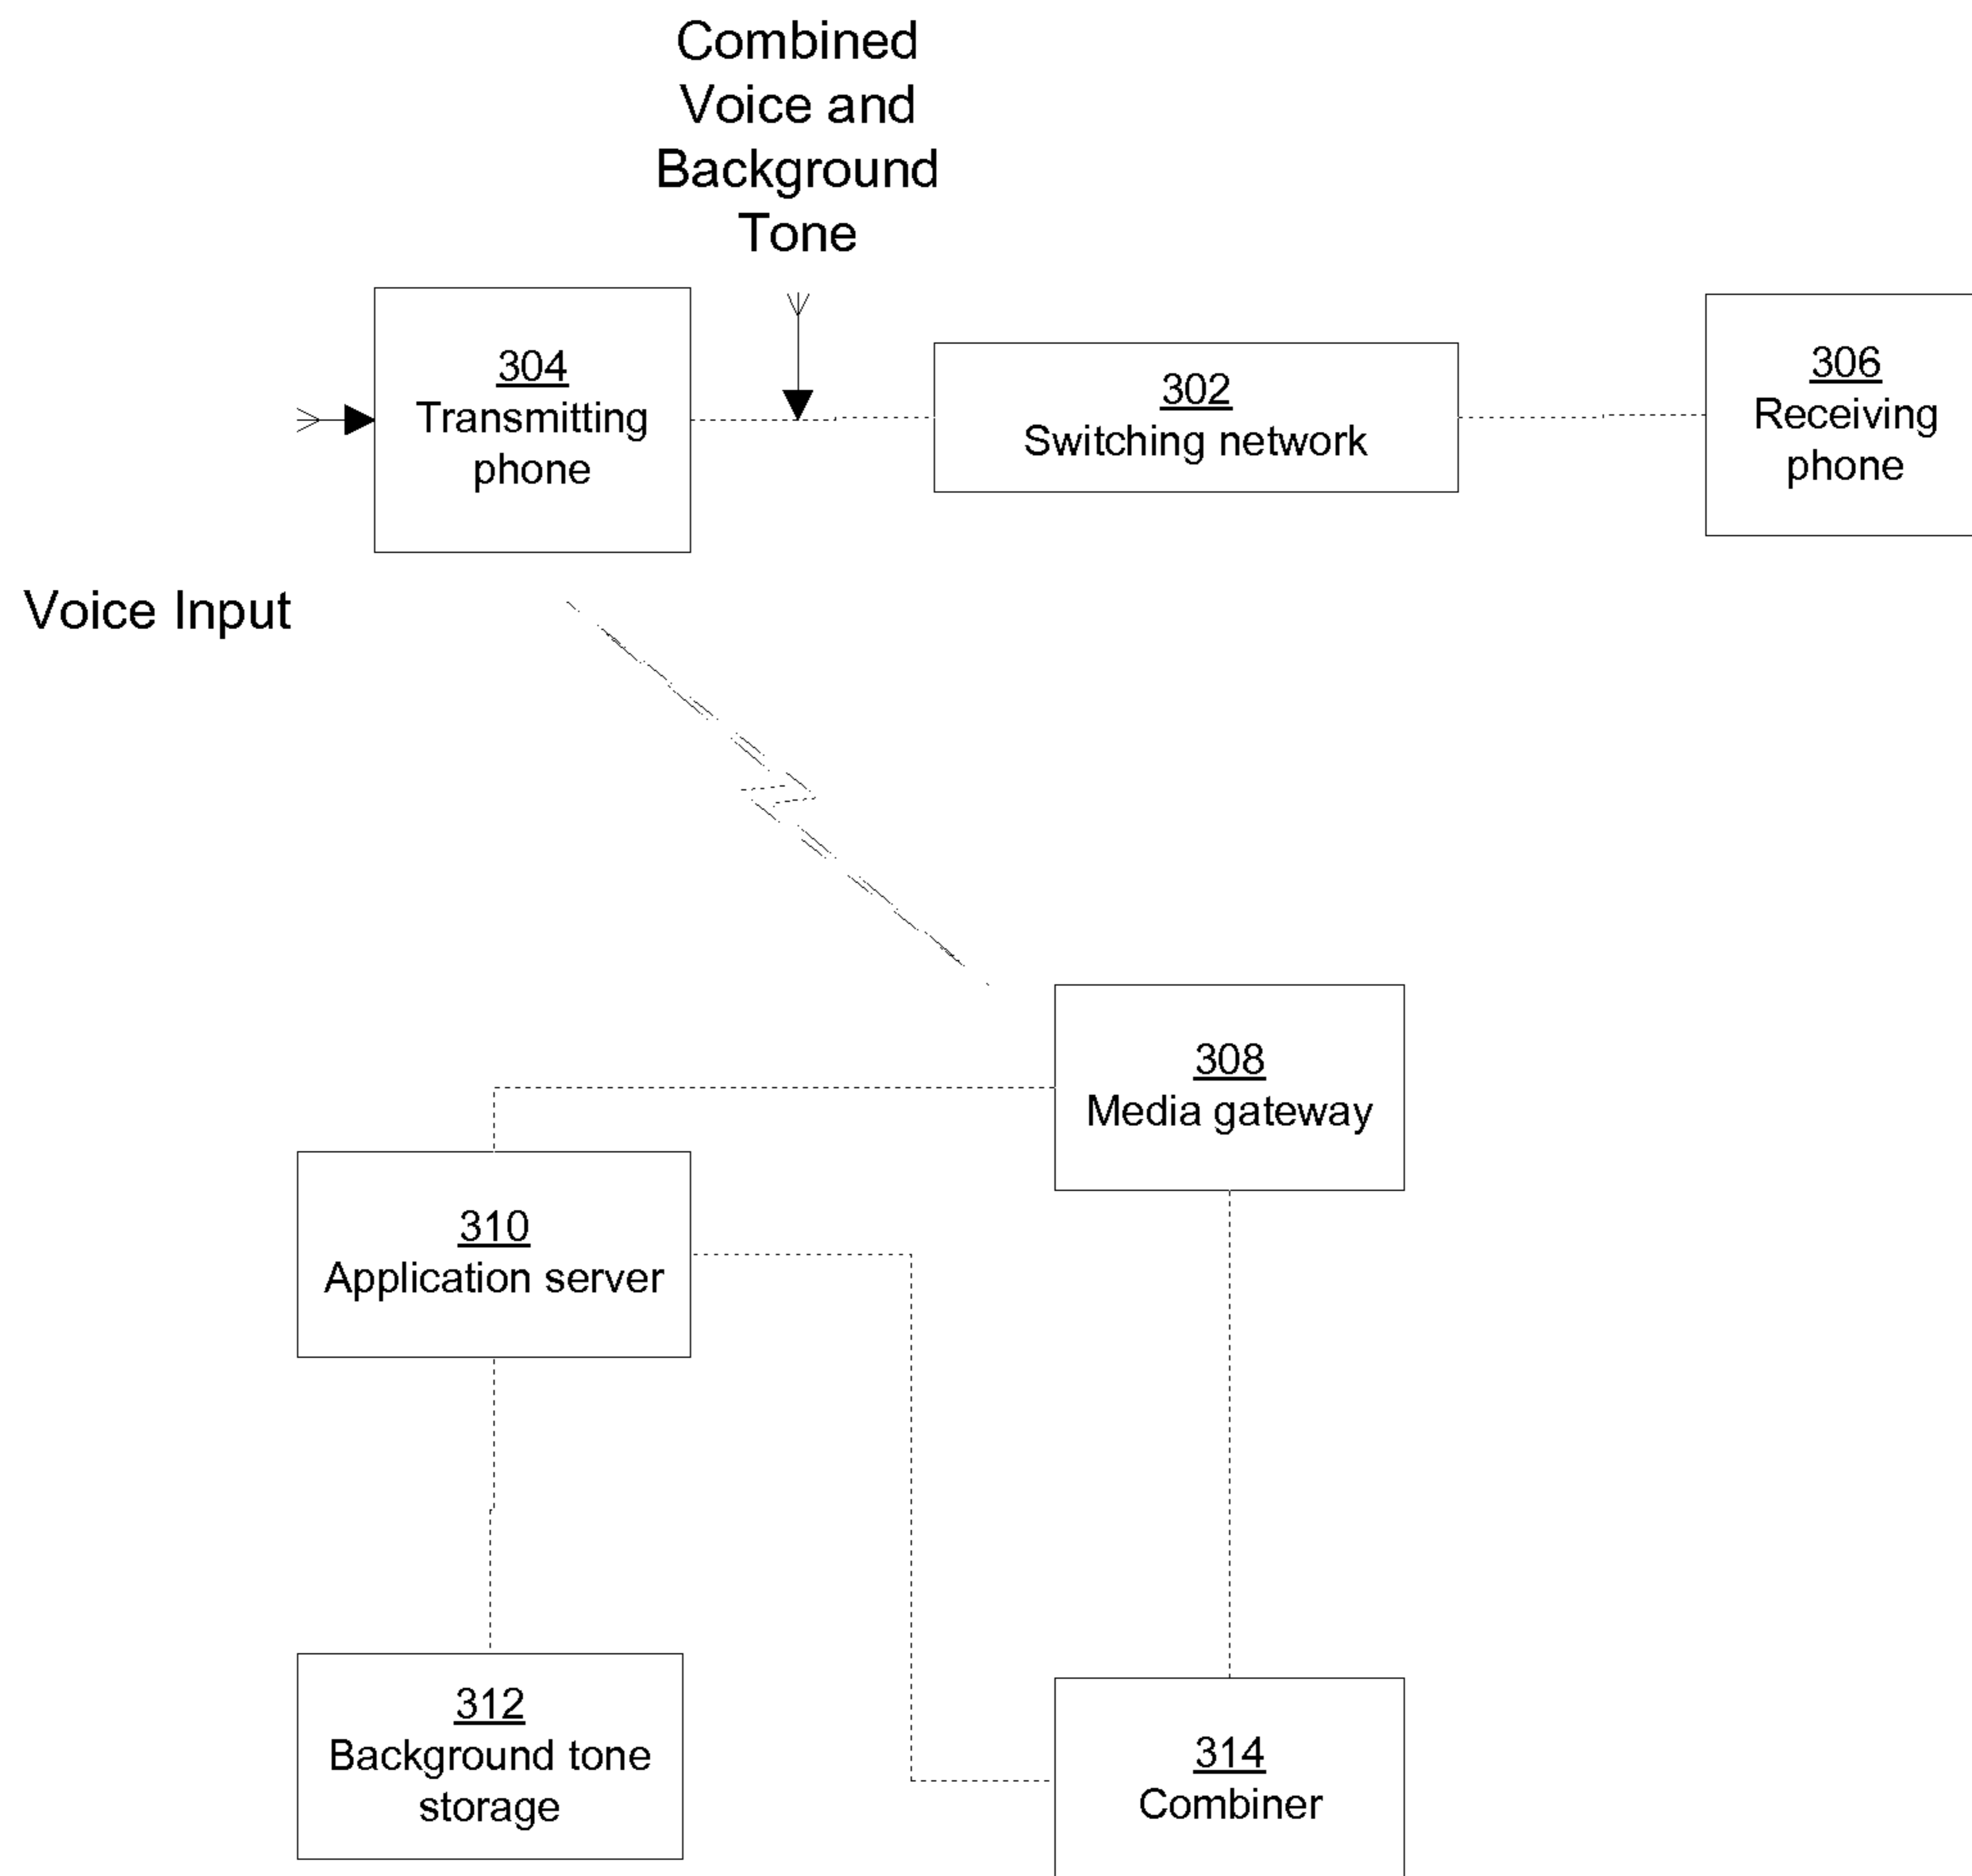 Combined
Voice and
Background
Tone
304
Transmitting
phone
302
Switching network
306
Receiving
phone
Voice Input
308
Media gateway
310
Application server
312
Background tone
storage
314
Combiner